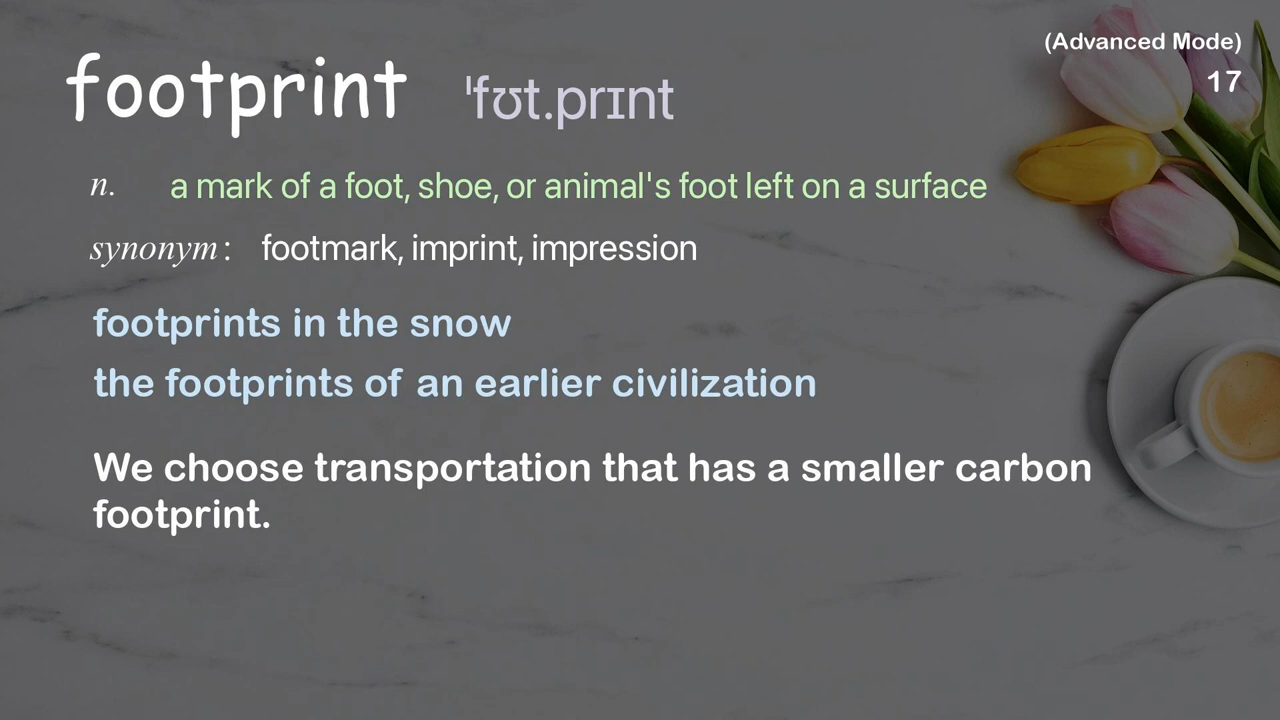 (Advanced Mode)
17
footprint ˈfʊt.prɪnt
n. a mark of a foot, shoe, or animal's foot left on a surface
synonym: footmark, imprint, impression
footprints in the snow
the footprints of an earlier civilization
We choose transportation that has a smaller carbon
footprint.